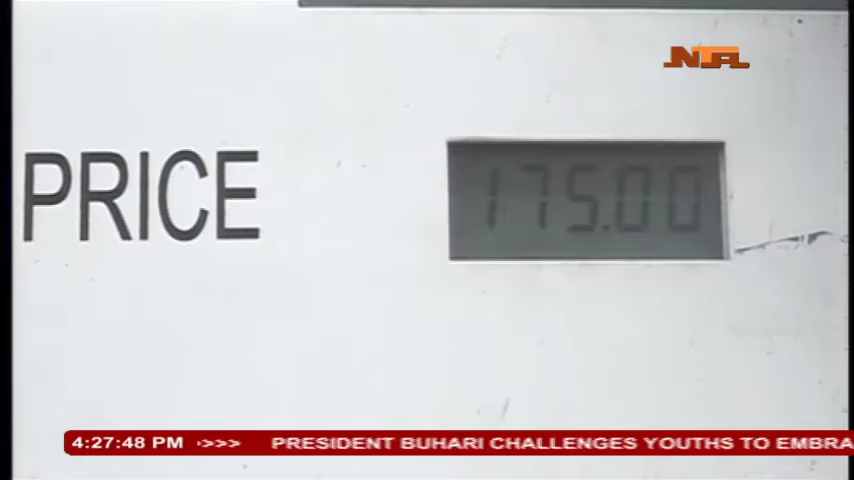 NTA
PRICE
175.00
4:27:48 PM ->>>> PRESIDENT BUHARI CHALLENGES YOUTHS TO EMBRA